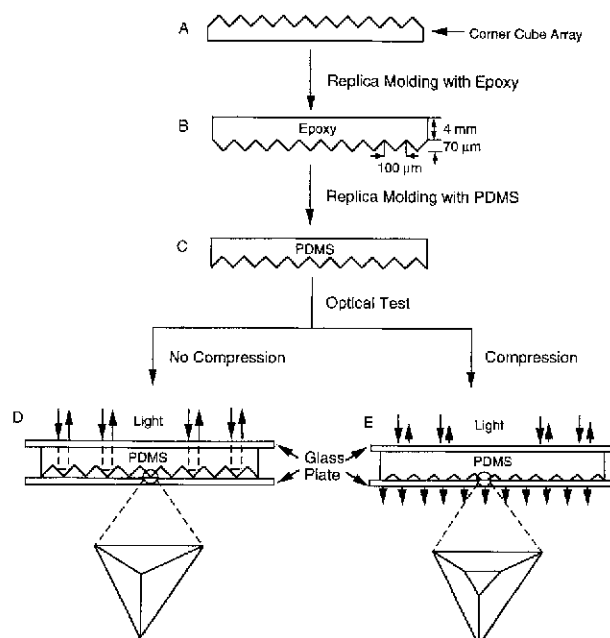 A
Corner Cube Array
Replica Molding with Epoxy
B
Epoxy
4 mm
70 μm
100 μm
Replica Molding with PDMS
C
PDMS
Optical Test
No Compression
Compression
D
Light
PDMS
Glass
Plate
E
Light
PDMS